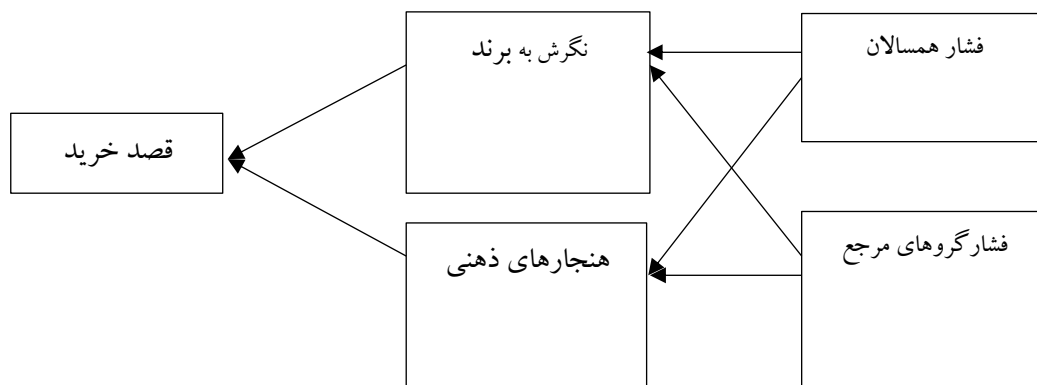 فشار همسالان
نگرش به برند
قصد خرید
فشارگروهای مرجع
هنجارهای ذهنی